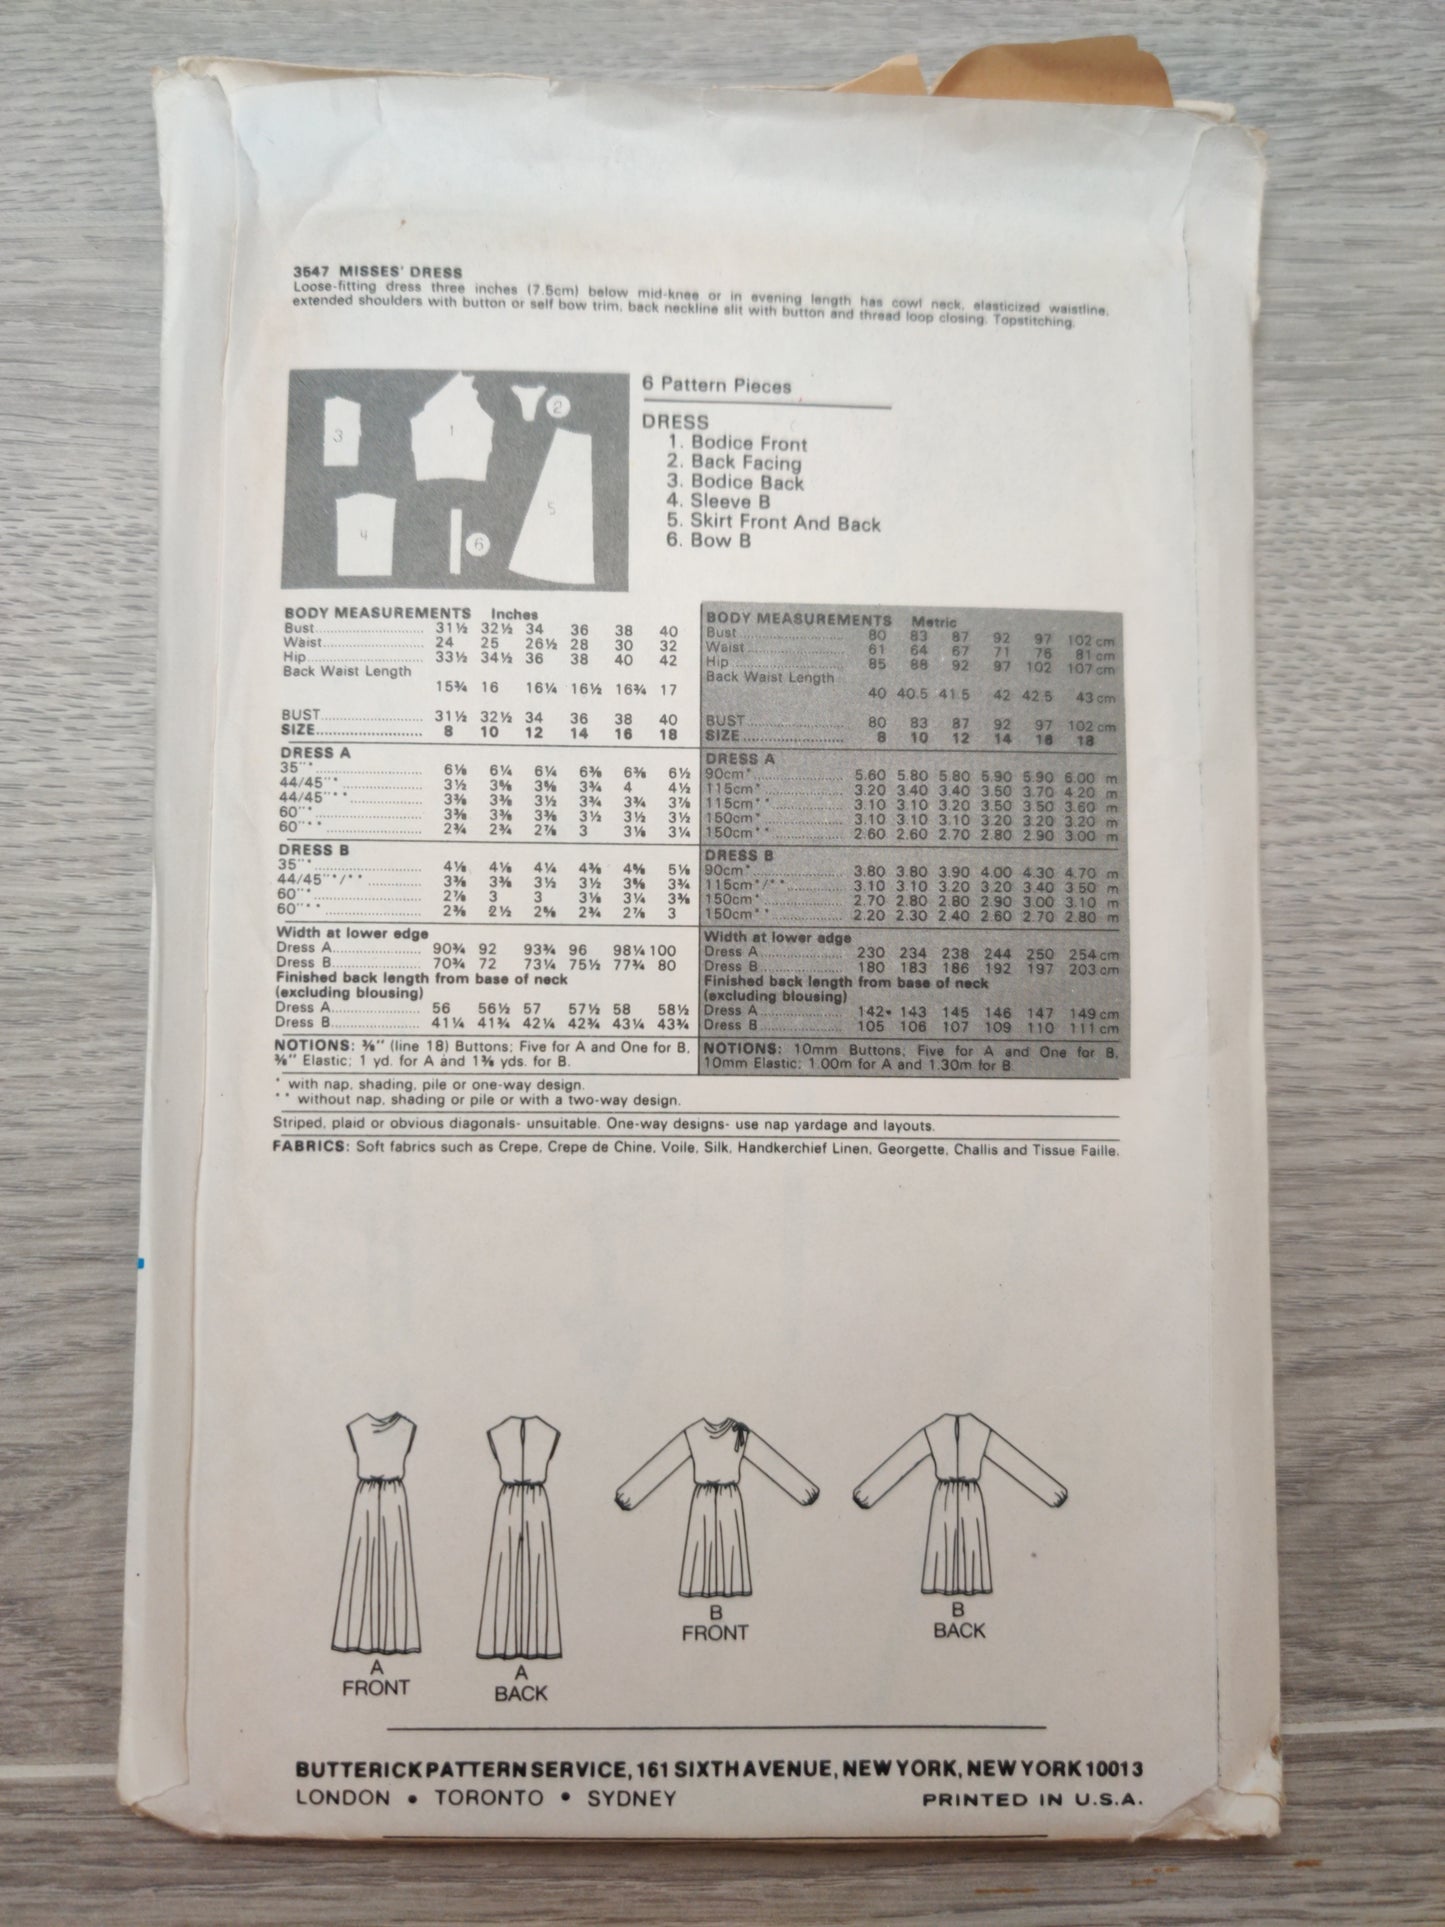 3547 MISSES' DRESS
Loose-fitting dress three inches (7.5cm) below mid-knee or in evening length has cowl neck, elasticized waistline,
extended shoulders with button or self bow trim, back neckline slit with button and thread loop closing. Topstitching.
3
1
2
4
6
5
6 Pattern Pieces
DRESS
1. Bodice Front
2. Back Facing
3. Bodice Back
4. Sleeve B
5. Skirt Front And Back
6. Bow B
BODY MEASUREMENTS Inches
Bust 31½ 32½ 34 36 38 40
Waist 24 25 26½ 28 30 32
Hip 33½ 34½ 36 38 40 42
Back Waist Length
15¾ 16 16¼ 16½ 16¾ 17
BUST 31½ 32½ 34 36 38 40
SIZE 8 10 12 14 16 18
DRESS A
35"* 6⅛ 6¼ 6¼ 6⅜ 6⅜ 6½
44/45"* 3½ 3⅝ 3⅝ 3¾ 4 4½
44/45"** 3⅜ 3⅜ 3½ 3¾ 3¾ 3⅞
60"* 3⅜ 3⅜ 3⅜ 3½ 3½ 3½
60"** 2¾ 2¾ 2⅞ 3 3⅛ 3¼
DRESS B
35"* 4⅛ 4⅛ 4¼ 4⅜ 4⅝ 5⅛
44/45"*/** 3⅜ 3⅜ 3½ 3½ 3⅝ 3¾
60"* 2⅞ 3 3 3⅛ 3¼ 3⅜
60"** 2⅜ 2½ 2⅝ 2¾ 2⅞ 3
Width at lower edge
Dress A 90¾ 92 93¾ 96 98¼ 100
Dress B 70¾ 72 73¼ 75½ 77¾ 80
Finished back length from base of neck
(excluding blousing)
Dress A 56 56½ 57 57½ 58 58½
Dress B 41¼ 41¾ 42¼ 42¾ 43¼ 43¾
NOTIONS: ⅜" (line 18) Buttons; Five for A and One for B,
⅜" Elastic; 1 yd. for A and 1⅜ yds. for B.
BODY MEASUREMENTS Metric
Bust 80 83 87 92 97 102 cm
Waist 61 64 67 71 76 81 cm
Hip 85 88 92 97 102 107 cm
Back Waist Length
40 40.5 41.5 42 42.5 43 cm
BUST 80 83 87 92 97 102 cm
SIZE 8 10 12 14 16 18
DRESS A
90cm* 5.60 5.80 5.80 5.90 5.90 6.00 m
115cm* 3.20 3.40 3.40 3.50 3.70 4.20 m
115cm** 3.10 3.10 3.20 3.50 3.50 3.60 m
150cm* 3.10 3.10 3.10 3.20 3.20 3.20 m
150cm** 2.60 2.60 2.70 2.80 2.90 3.00 m
DRESS B
90cm* 3.80 3.80 3.90 4.00 4.30 4.70 m
115cm*/** 3.10 3.10 3.20 3.20 3.40 3.50 m
150cm* 2.70 2.80 2.80 2.90 3.00 3.10 m
150cm** 2.20 2.30 2.40 2.60 2.70 2.80 m
Width at lower edge
Dress A 230 234 238 244 250 254 cm
Dress B 180 183 186 192 197 203 cm
Finished back length from base of neck
(excluding blousing)
Dress A 142 143 145 146 147 149 cm
Dress B 105 106 107 109 110 111 cm
NOTIONS: 10mm Buttons; Five for A and One for B,
10mm Elastic; 1.00m for A and 1.30m for B.
* with nap, shading, pile or one-way design.
** without nap, shading or pile or with a two-way design.
Striped, plaid or obvious diagonals- unsuitable. One-way designs- use nap yardage and layouts.
FABRICS: Soft fabrics such as Crepe, Crepe de Chine, Voile, Silk, Handkerchief Linen, Georgette, Challis and Tissue Faille.
A
FRONT
A
BACK
B
FRONT
B
BACK
BUTTERICK PATTERN SERVICE, 161 SIXTH AVENUE, NEW YORK, NEW YORK 10013
LONDON • TORONTO • SYDNEY PRINTED IN U.S.A.